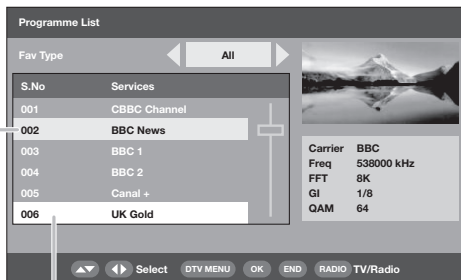 Programme List
Fav Type All
S.No Services
001 CBBC Channel
002 BBC News
003 BBC 1
004 BBC 2
005 Canal +
006 UK Gold
Carrier BBC
Freq 538000 kHz
FFT 8K
GI 1/8
QAM 64
Select DTV MENU OK END RADIO TV/Radio